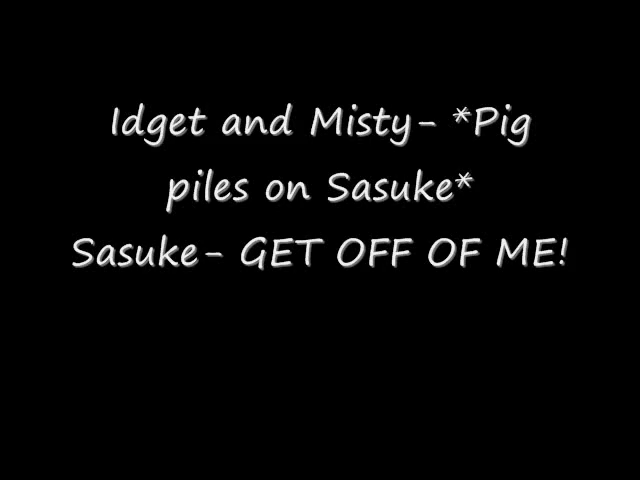 Idget and Misty- *Pig
piles on Sasuke*
Sasuke- GET OFF OF ME!